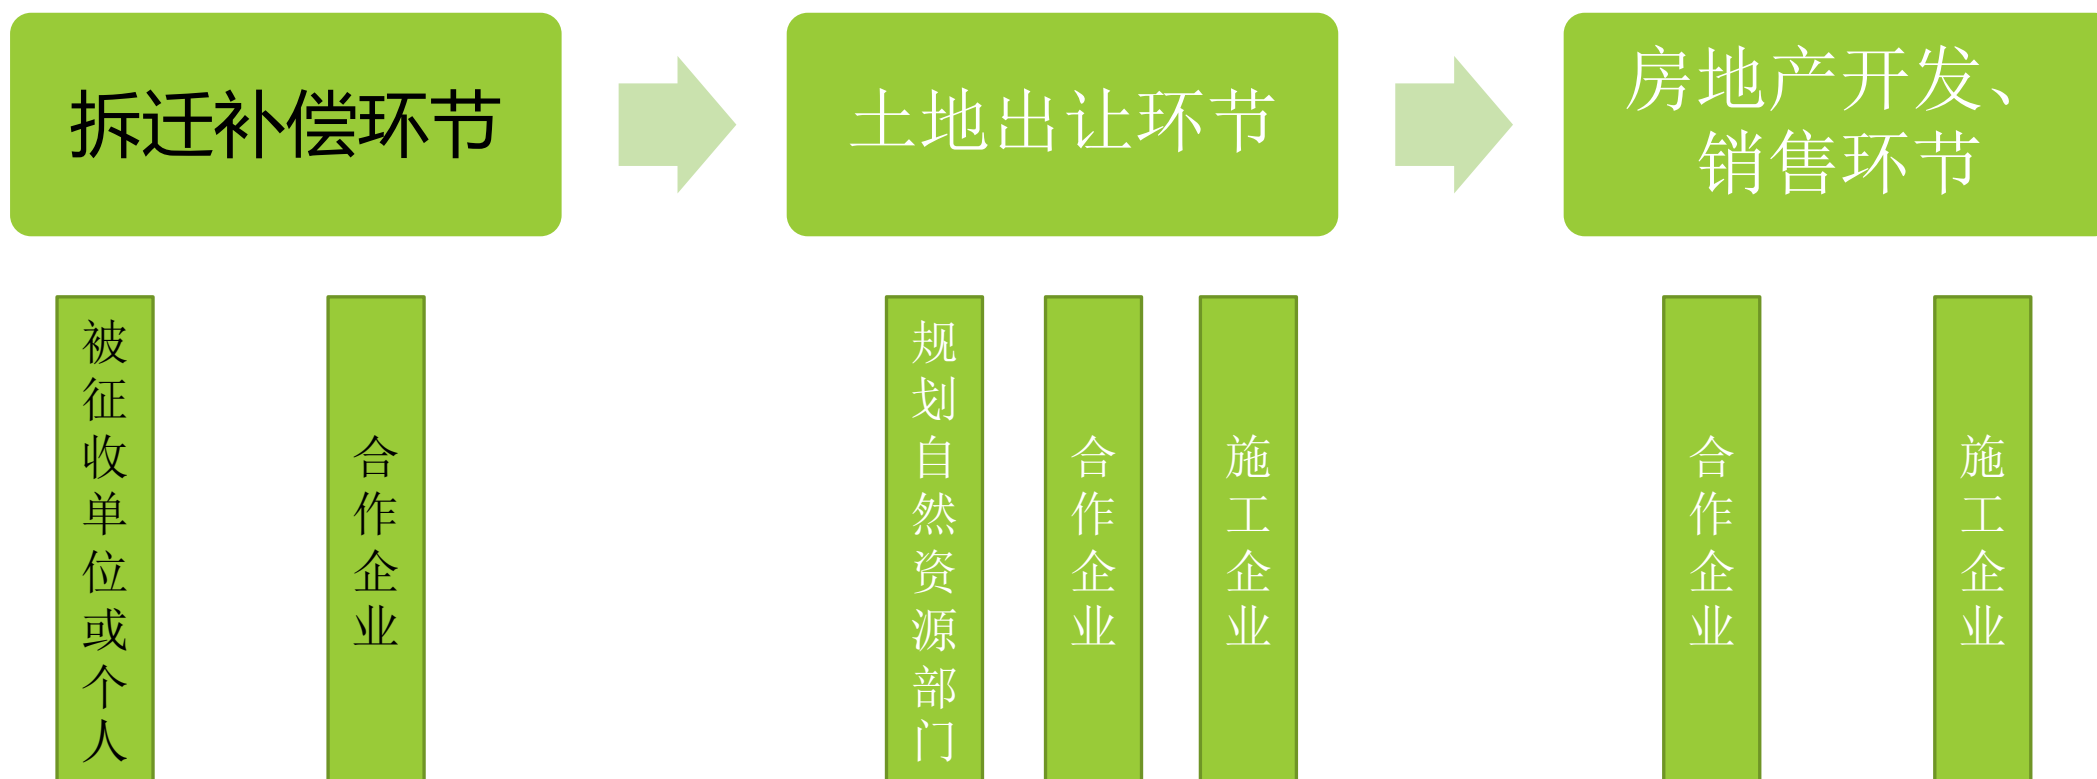 拆迁补偿环节
土地出让环节
房地产开发、
销售环节
被征收单位或个人
合作企业
规划自然资源部门
合作企业
施工企业
合作企业
施工企业